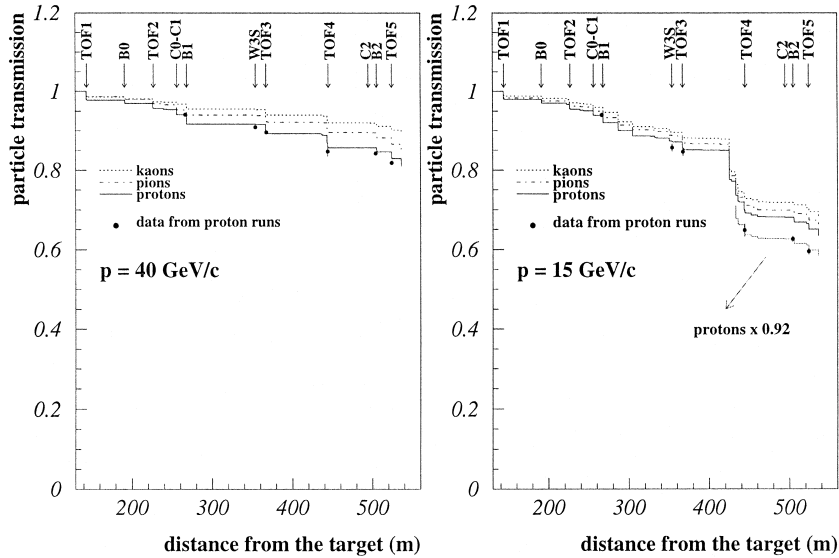 particle transmission
1.2
1
0.8
0.6
0.4
0.2
0
TOF1
B0
TOF2
C0-C1
B1
W3S
TOF3
TOF4
C2
B2
TOF5
kaons
pions
protons
data from proton runs
p = 40 GeV/c
200
300
400
500
distance from the target (m)
particle transmission
1.2
1
0.8
0.6
0.4
0.2
0
TOF1
B0
TOF2
C0-C1
B1
W3S
TOF3
TOF4
C2
B2
TOF5
kaons
pions
protons
data from proton runs
p = 15 GeV/c
protons x 0.92
200
300
400
500
distance from the target (m)